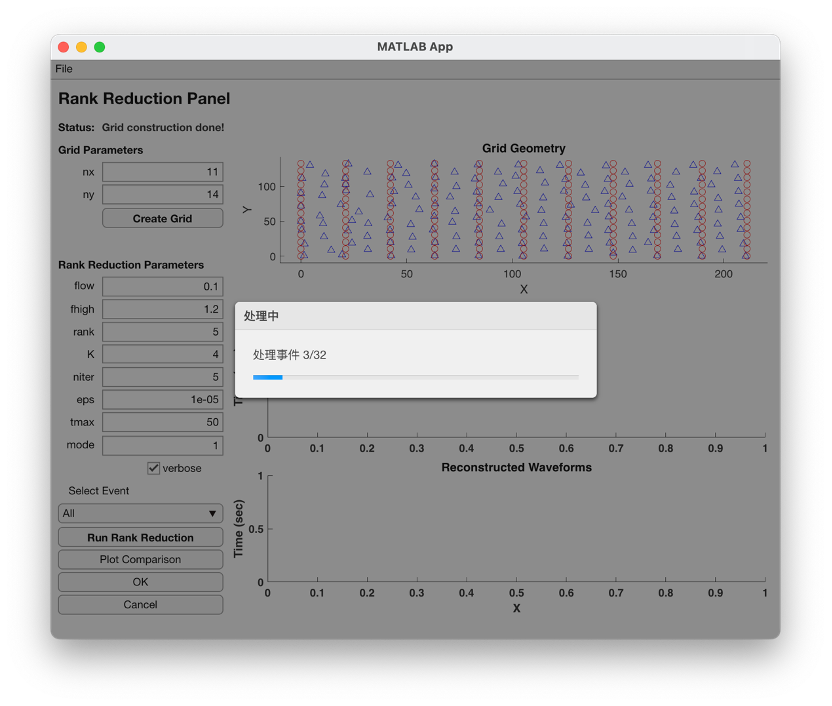 MATLAB App
File
Rank Reduction Panel
Status: Grid construction done!
Grid Parameters
nx 11
ny 14
Create Grid
Rank Reduction Parameters
flow 0.1
fhigh 1.2
rank 5
K 4
niter 5
eps 1e-05
tmax 50
mode 1
verbose
Select Event
All
Run Rank Reduction
Plot Comparison
OK
Cancel
Grid Geometry
Y
100
50
0
0 50 100 150 200
X
处理中
处理事件 3/32
0
0 0.1 0.2 0.3 0.4 0.5 0.6 0.7 0.8 0.9 1
Reconstructed Waveforms
Time (sec)
1
0.5
0
0 0.1 0.2 0.3 0.4 0.5 0.6 0.7 0.8 0.9 1
X